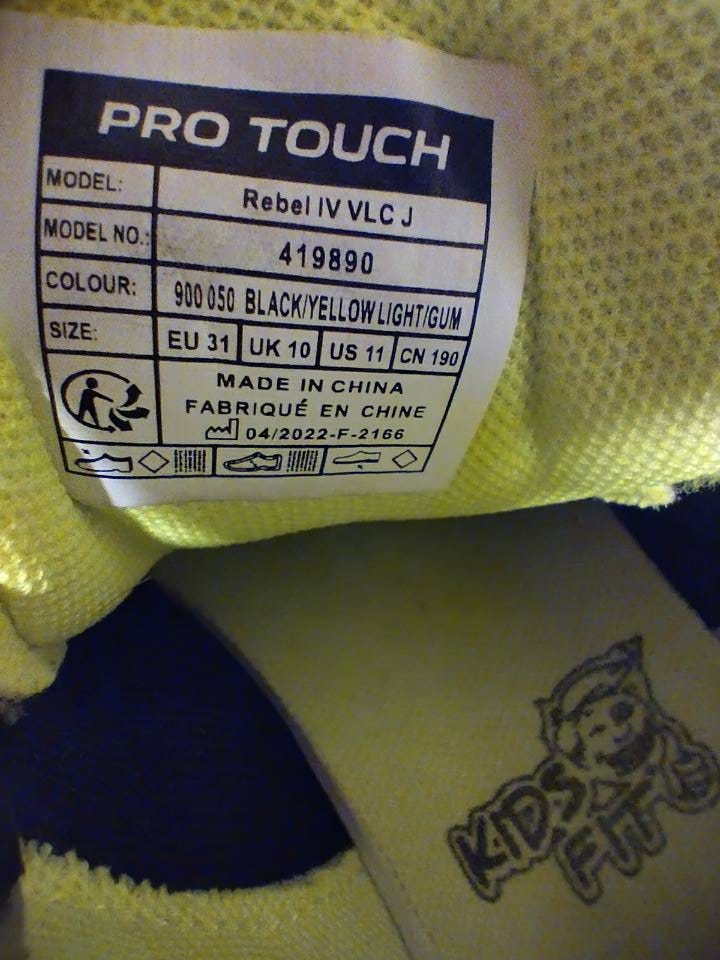 PRO TOUCH
MODEL: Rebel IV VLC J
MODEL NO.: 419890
COLOUR: 900 050 BLACK/YELLOW LIGHT/GUM
SIZE: EU 31 UK 10 US 11 CN 190
MADE IN CHINA
FABRIQUÉ EN CHINE
04/2022-F-2166
KIDS
FIT